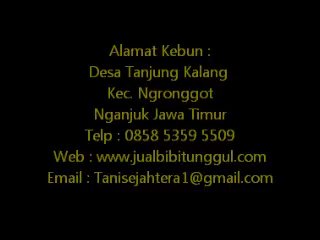 Alamat Kebun :
Desa Tanjung Kalang
Kec. Ngronggot
Nganjuk Jawa Timur
Telp : 0858 5359 5509
Web : www.jualbibitunggul.com
Email : Tanisejahtera1@gmail.com